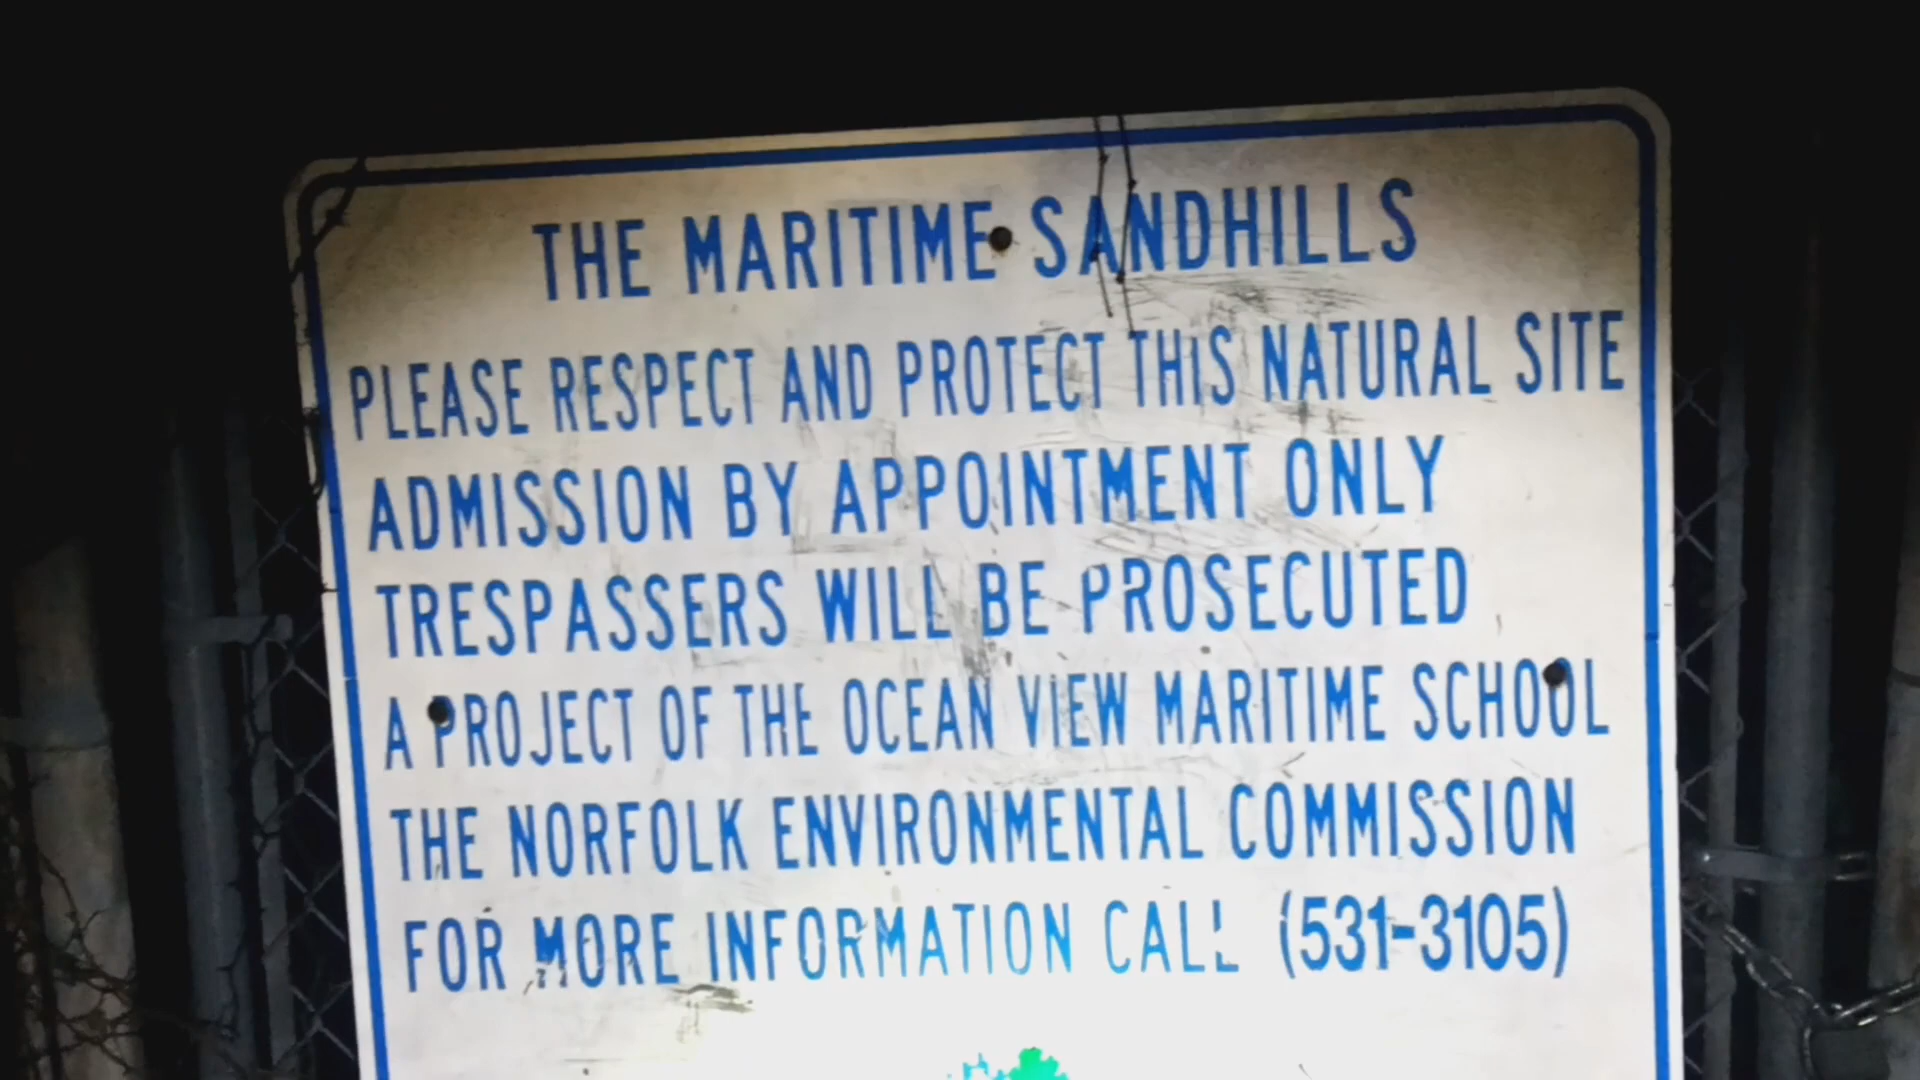 THE MARITIME SANDHILLS
PLEASE RESPECT AND PROTECT THIS NATURAL SITE
ADMISSION BY APPOINTMENT ONLY
TRESPASSERS WILL BE PROSECUTED
A PROJECT OF THE OCEAN VIEW MARITIME SCHOOL
THE NORFOLK ENVIRONMENTAL COMMISSION
FOR MORE INFORMATION CALL (531-3105)